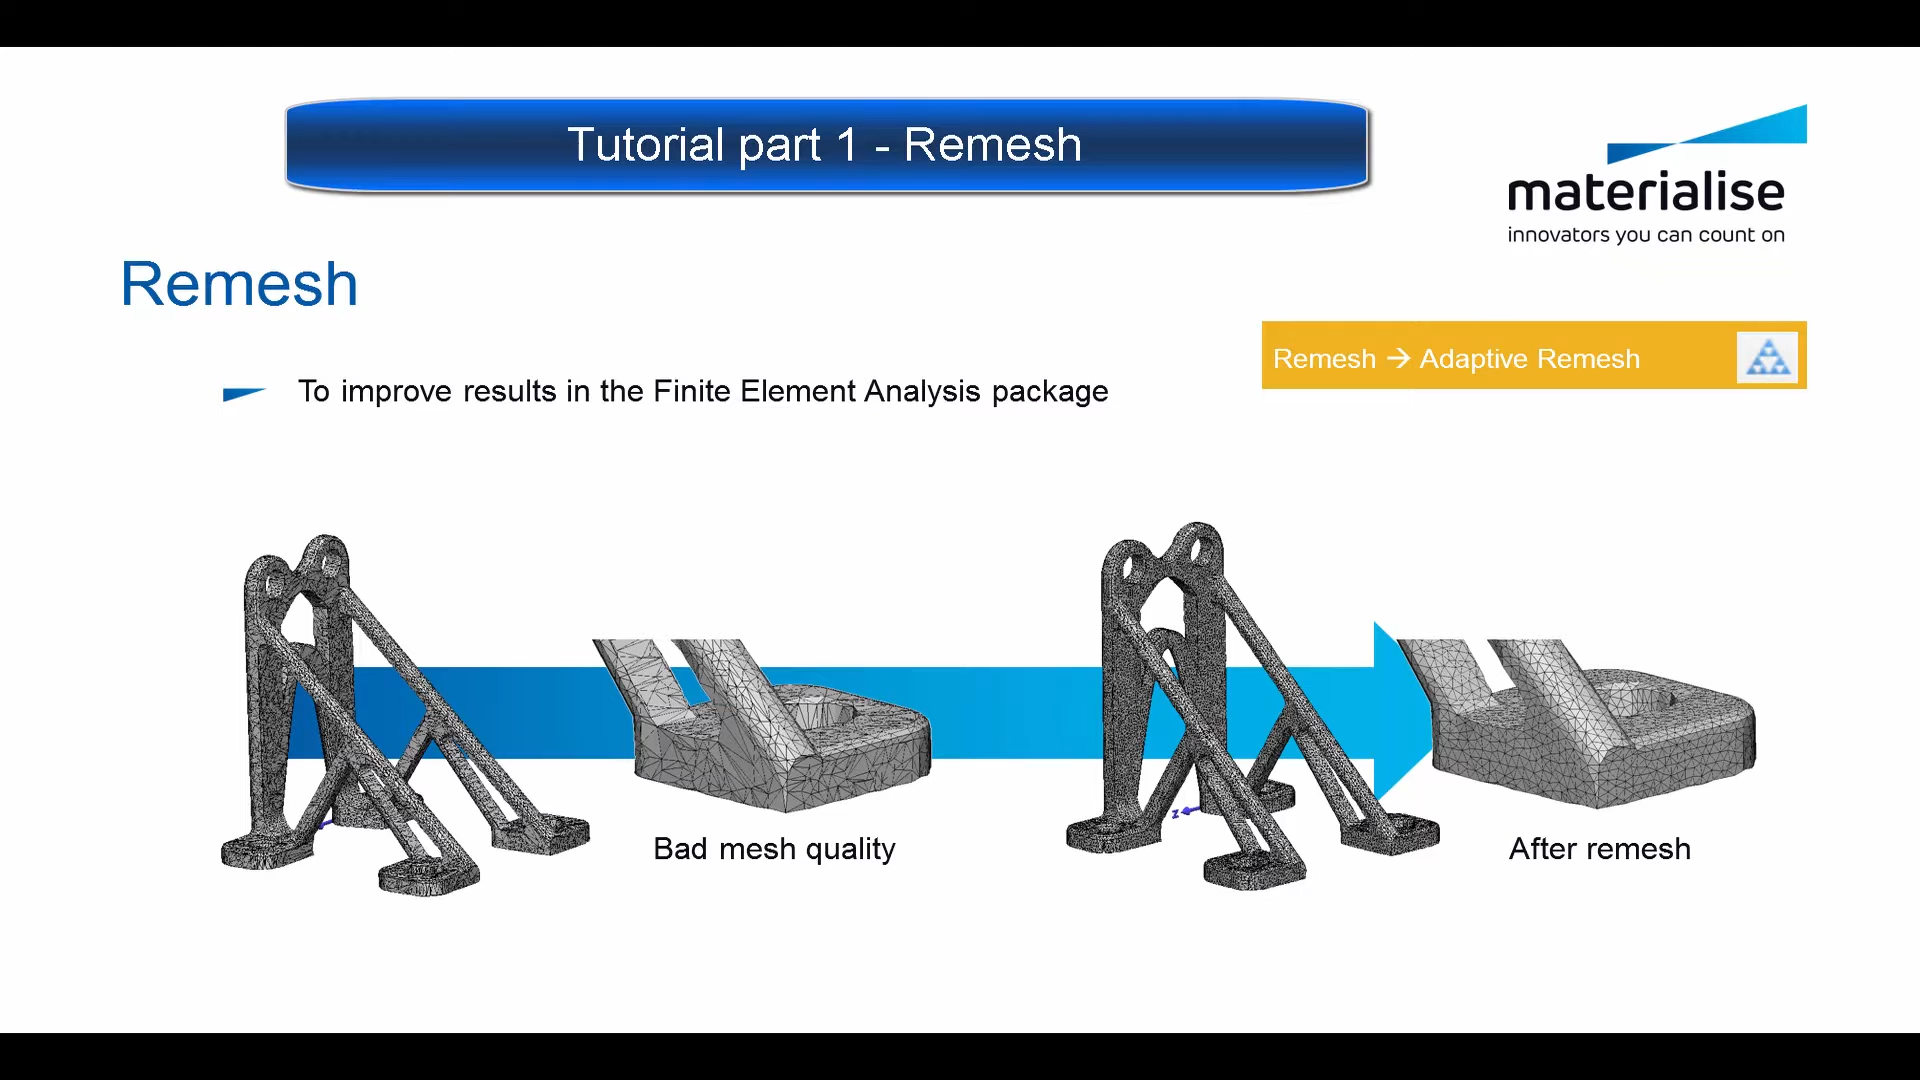 Tutorial part 1 - Remesh
materialise
innovators you can count on
Remesh
Remesh → Adaptive Remesh
To improve results in the Finite Element Analysis package
z
Bad mesh quality
After remesh